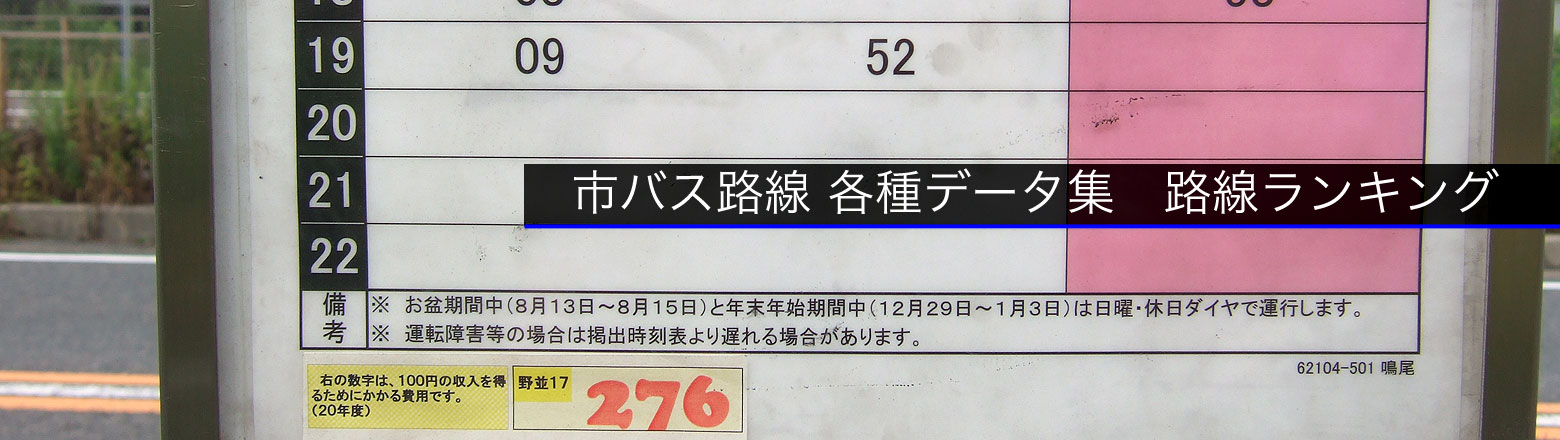 19 09 52
20
21
市バス路線 各種データ集　路線ランキング
22
備考
※ お盆期間中(8月13日～8月15日)と年末年始期間中(12月29日～1月3日)は日曜・休日ダイヤで運行します。
※ 運転障害等の場合は掲出時刻表より遅れる場合があります。
62104-501 鳴尾
右の数字は、100円の収入を得
るためにかかる費用です。
(20年度)
野並17
276